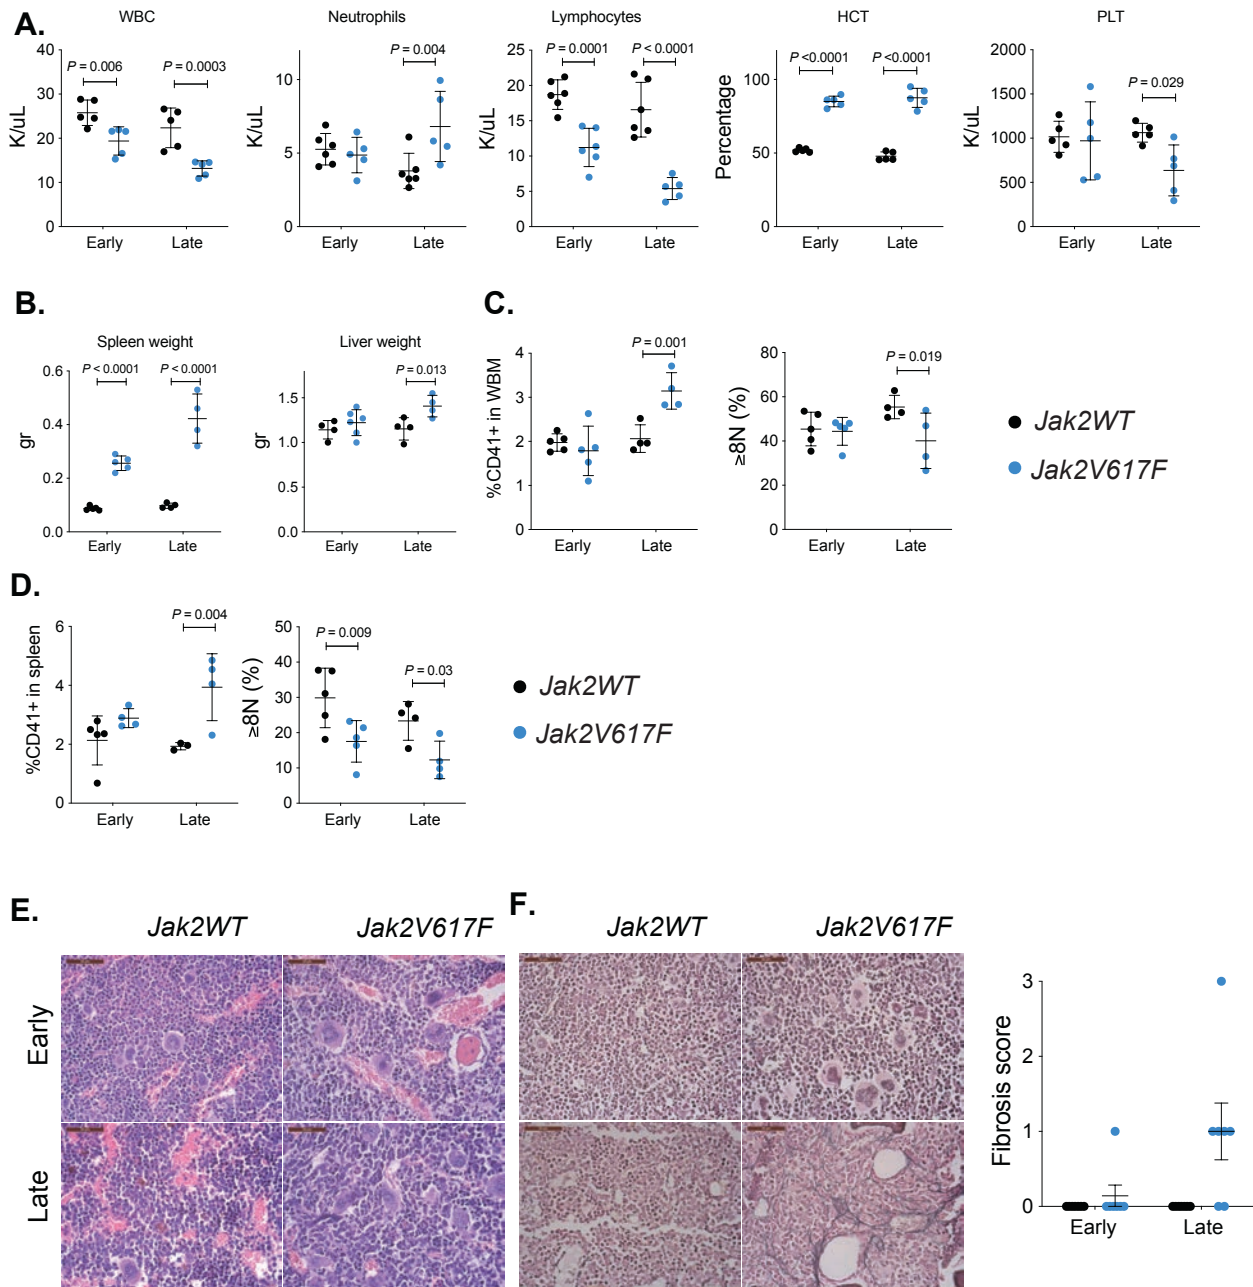 A.
WBC
Neutrophils
Lymphocytes
HCT
PLT
K/uL
40
30
20
10
0
P = 0.006
P = 0.0003
Early
Late
K/uL
10
5
0
P = 0.004
Early
Late
K/uL
25
20
15
10
5
0
P = 0.0001
P < 0.0001
Early
Late
Percentage
100
50
0
P <0.0001
P <0.0001
Early
Late
K/uL
2000
1500
1000
500
0
P = 0.029
Early
Late
B.
Spleen weight
gr
0.6
0.4
0.2
0.0
P < 0.0001
P < 0.0001
Early
Late
Liver weight
gr
1.5
1.0
0.5
0.0
P = 0.013
Early
Late
C.
%CD41+ in WBM
4
3
2
1
0
P = 0.001
Early
Late
≥8N (%)
80
60
40
20
0
P = 0.019
Early
Late
Jak2WT
Jak2V617F
D.
%CD41+ in spleen
6
4
2
0
P = 0.004
Early
Late
≥8N (%)
50
40
30
20
10
0
P = 0.009
P = 0.03
Early
Late
Jak2WT
Jak2V617F
E.
Jak2WT
Jak2V617F
Early
Late
F.
Jak2WT
Jak2V617F
Fibrosis score
3
2
1
0
Early
Late